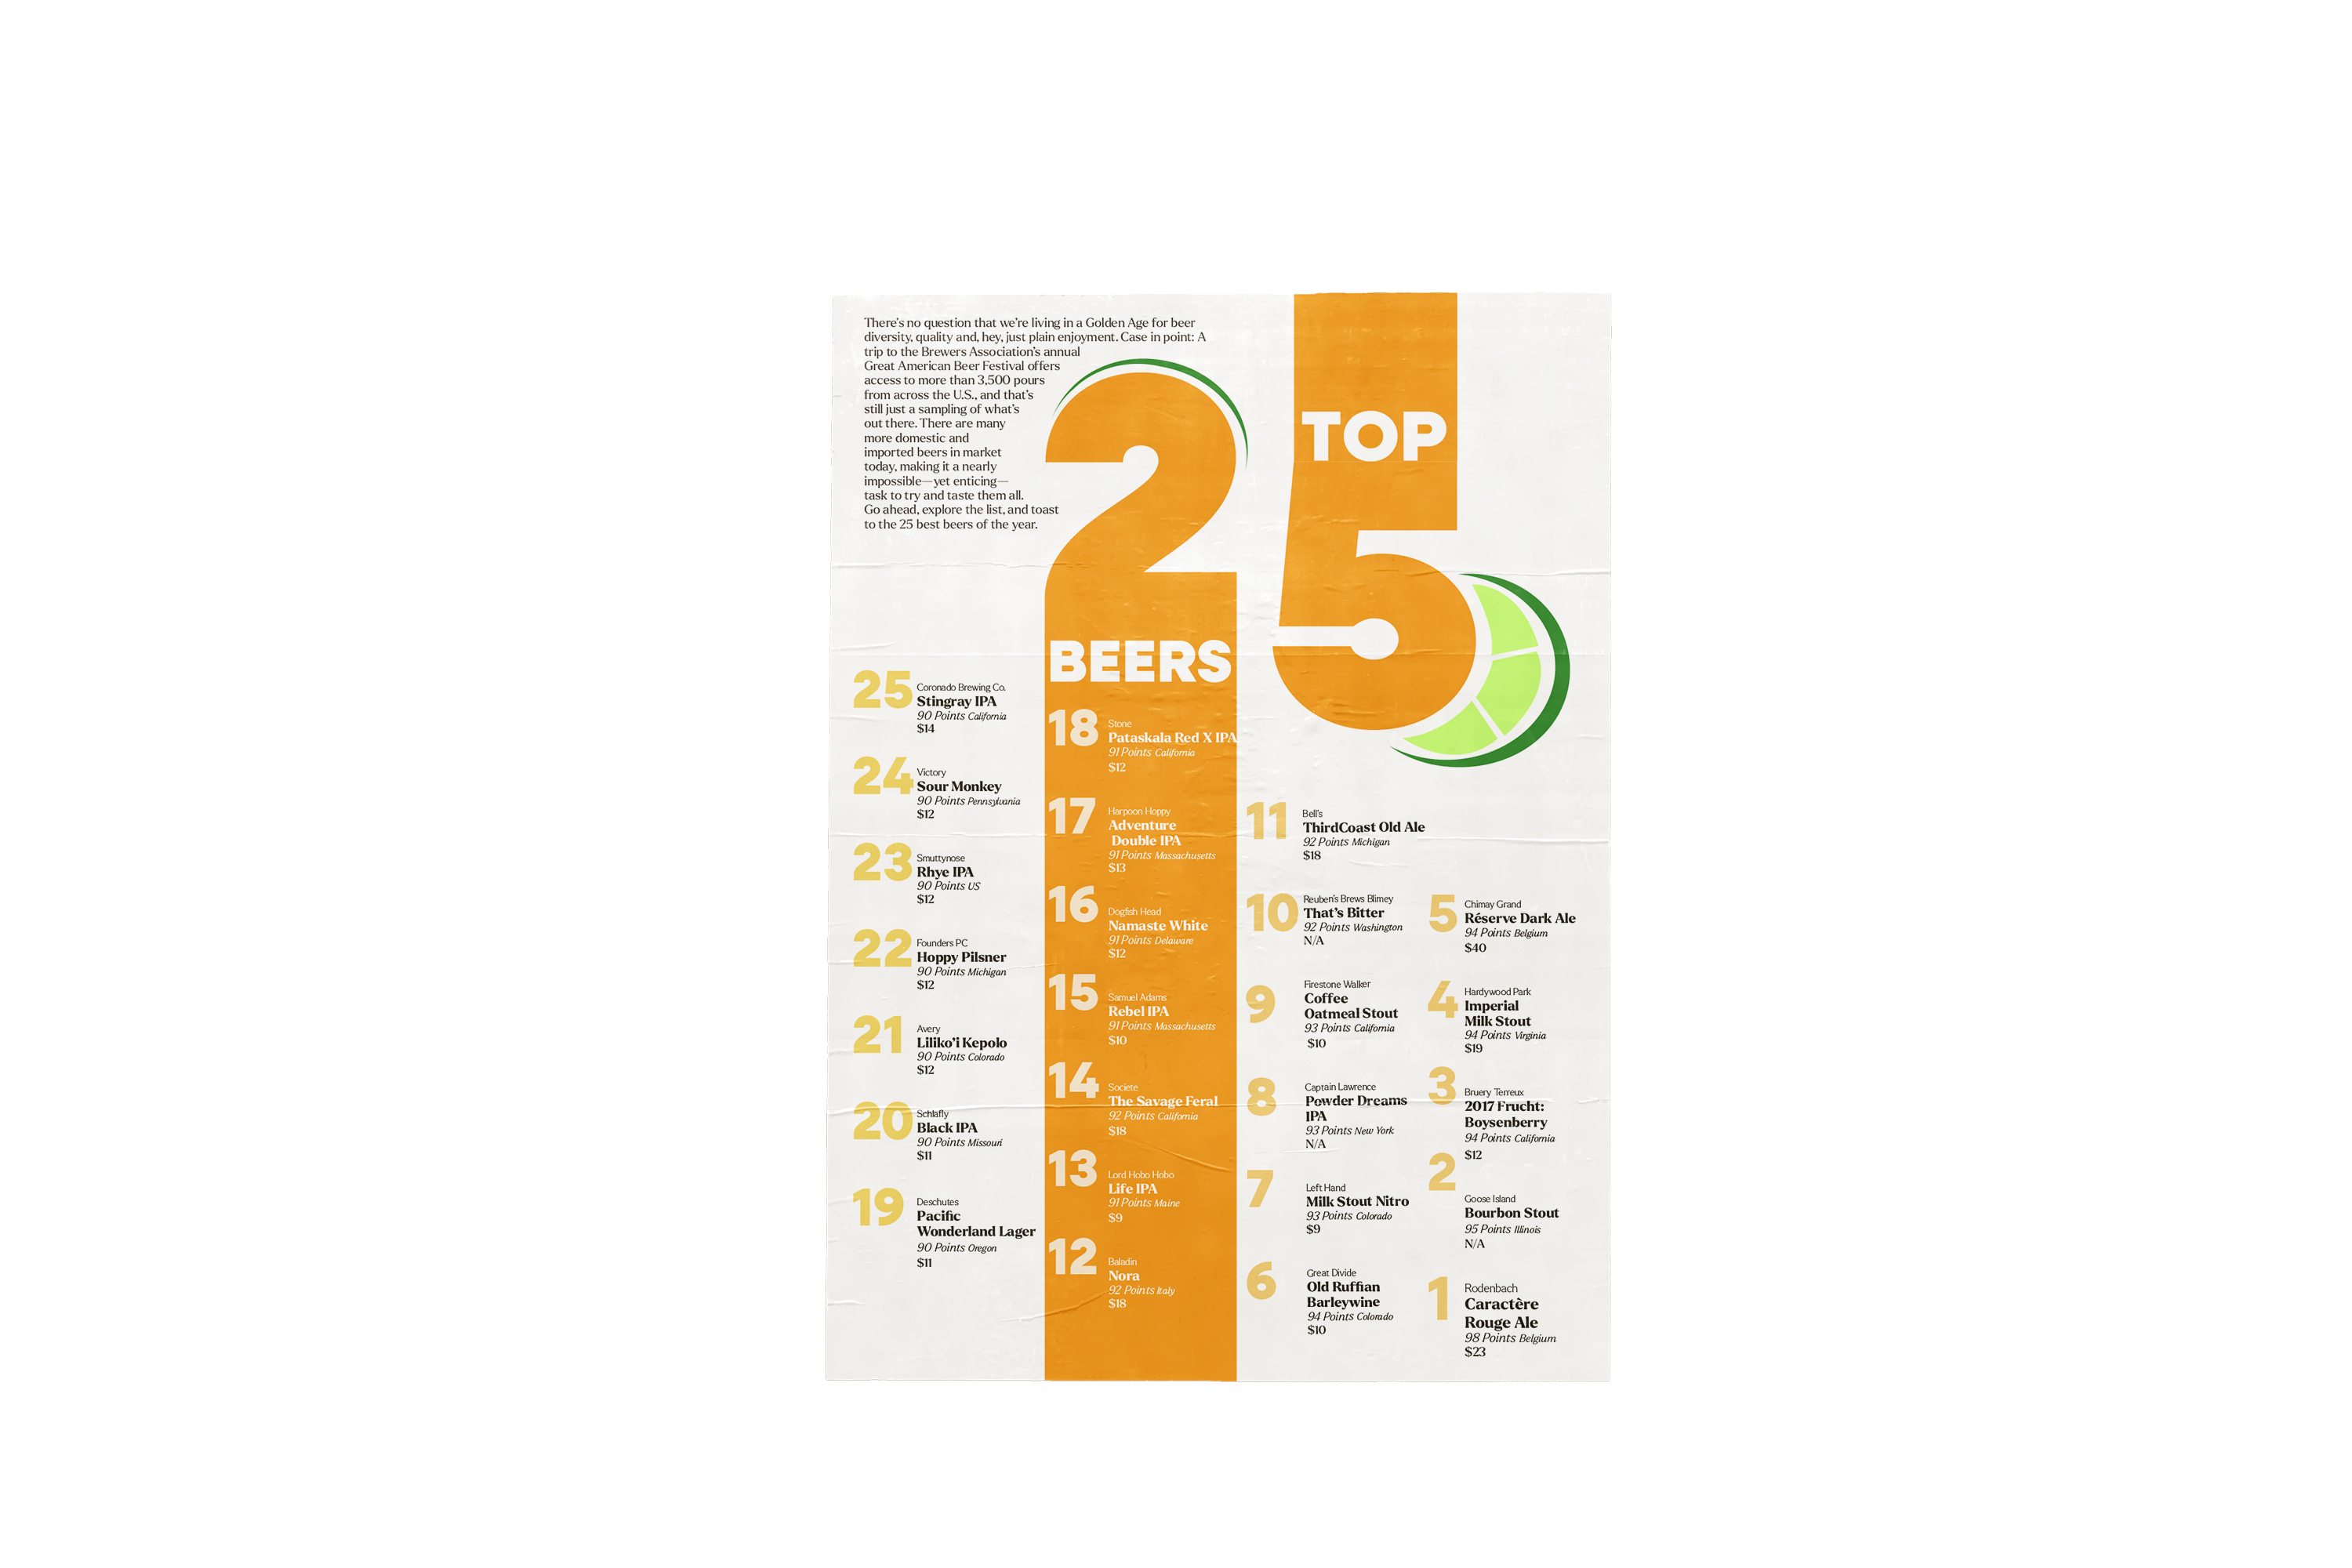 There's no question that we're living in a Golden Age for beer
diversity, quality and, hey, just plain enjoyment. Case in point: A
trip to the Brewers Association's annual
Great American Beer Festival offers
access to more than 3,500 pours
from across the U.S., and that's
still just a sampling of what's
out there. There are many
more domestic and
imported beers in market
today, making it a nearly
impossible—yet enticing—
task to try and taste them all.
Go ahead, explore the list, and toast
to the 25 best beers of the year.
TOP
25
BEERS
25
Coronado Brewing Co.
Stingray IPA
90 Points California
$14
24
Victory
Sour Monkey
90 Points Pennsylvania
$12
23
Smuttynose
Rhye IPA
90 Points US
$12
22
Founders PC
Hoppy Pilsner
90 Points Michigan
$12
21
Avery
Liliko'i Kepolo
90 Points Colorado
$12
20
Schlafly
Black IPA
90 Points Missouri
$11
19
Deschutes
Pacific
Wonderland Lager
90 Points Oregon
$11
18
Stone
Pataskala Red X IPA
91 Points California
$12
17
Harpoon Hoppy
Adventure
Double IPA
91 Points Massachusetts
$13
16
Dogfish Head
Namaste White
91 Points Delaware
$12
15
Samuel Adams
Rebel IPA
91 Points Massachusetts
$10
14
Societe
The Savage Feral
92 Points California
$18
13
Lord Hobo Hobo
Life IPA
91 Points Maine
$9
12
Baladin
Nora
92 Points Italy
$18
11
Bell's
ThirdCoast Old Ale
92 Points Michigan
$18
10
Reuben's Brews Blimey
That's Bitter
92 Points Washington
N/A
9
Firestone Walker
Coffee
Oatmeal Stout
93 Points California
$10
8
Captain Lawrence
Powder Dreams
IPA
93 Points New York
N/A
7
Left Hand
Milk Stout Nitro
93 Points Colorado
$9
6
Great Divide
Old Ruffian
Barleywine
94 Points Colorado
$10
5
Chimay Grand
Réserve Dark Ale
94 Points Belgium
$40
4
Hardywood Park
Imperial
Milk Stout
94 Points Virginia
$19
3
Bruery Terreux
2017 Frucht:
Boysenberry
94 Points California
$12
2
Goose Island
Bourbon Stout
95 Points Illinois
N/A
1
Rodenbach
Caractère
Rouge Ale
98 Points Belgium
$23